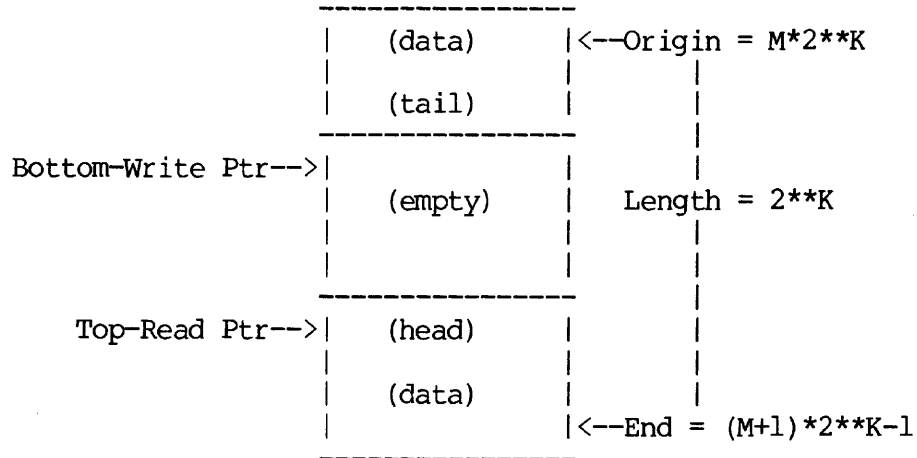 (data) <--Origin = M*2**K
(tail)
Bottom-Write Ptr-->
(empty) Length = 2**K
Top-Read Ptr--> (head)
(data)
<--End = (M+1)*2**K-1